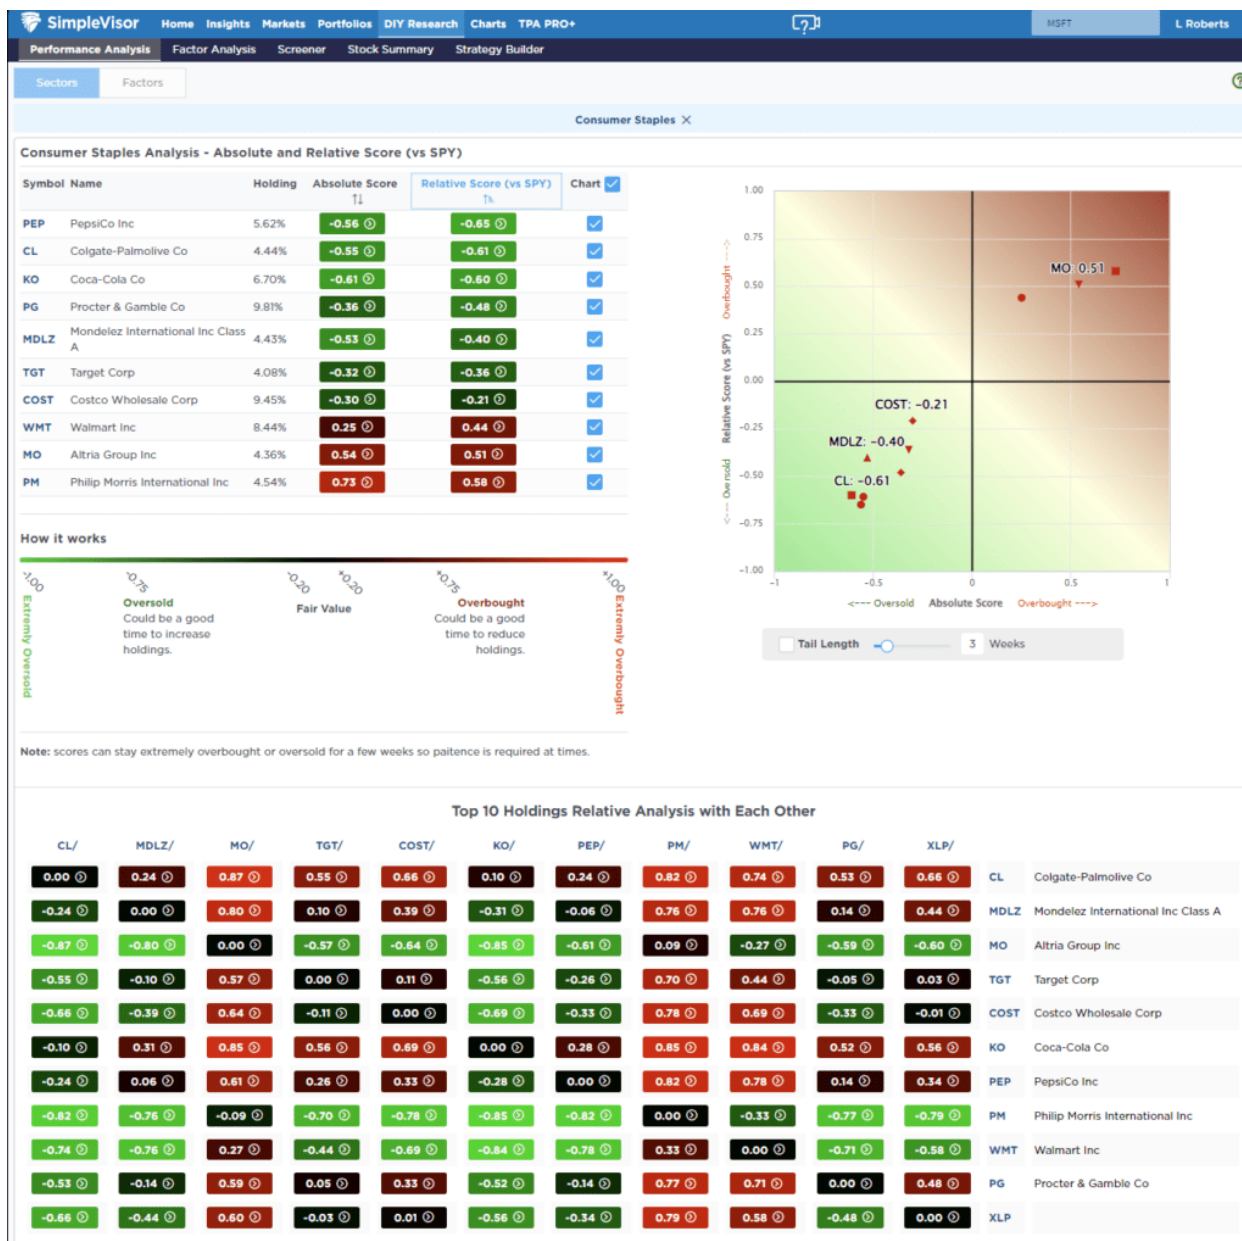 SimpleVisor Home Insights Markets Portfolios DIY Research Charts TPA PRO+ MSFT L Roberts
Performance Analysis Factor Analysis Screener Stock Summary Strategy Builder
Sectors Factors
Consumer Staples
Consumer Staples Analysis - Absolute and Relative Score (vs SPY)
Symbol Name Holding Absolute Score Relative Score (vs SPY) Chart
PEP PepsiCo Inc 5.62% -0.56 -0.65
CL Colgate-Palmolive Co 4.44% -0.55 -0.61
KO Coca-Cola Co 6.70% -0.61 -0.60
PG Procter & Gamble Co 9.81% -0.36 -0.48
MDLZ Mondelez International Inc Class A 4.43% -0.53 -0.40
TGT Target Corp 4.08% -0.32 -0.36
COST Costco Wholesale Corp 9.45% -0.30 -0.21
WMT Walmart Inc 8.44% 0.25 0.44
MO Altria Group Inc 4.36% 0.54 0.51
PM Philip Morris International Inc 4.54% 0.73 0.58
How it works
-1.00 -0.75 -0.20 +0.20 +0.75 +1.00
Extremly Oversold
Oversold
Could be a good
time to increase
holdings.
Fair Value
Overbought
Could be a good
time to reduce
holdings.
Extremly Overbought
Note: scores can stay extremely overbought or oversold for a few weeks so paitence is required at times.
<--- Oversold Relative Score (vs SPY) Overbought --->
1.00
0.75
0.50
0.25
0.00
-0.25
-0.50
-0.75
-1.00
MO: 0.51
COST: -0.21
MDLZ: -0.40
CL: -0.61
-1 -0.5 0 0.5 1
<--- Oversold Absolute Score Overbought --->
Tail Length 3 Weeks
Top 10 Holdings Relative Analysis with Each Other
CL/ MDLZ/ MO/ TGT/ COST/ KO/ PEP/ PM/ WMT/ PG/ XLP/
0.00 0.24 0.87 0.55 0.66 0.10 0.24 0.82 0.74 0.53 0.66 CL Colgate-Palmolive Co
-0.24 0.00 0.80 0.10 0.39 -0.31 -0.06 0.76 0.76 0.14 0.44 MDLZ Mondelez International Inc Class A
-0.87 -0.80 0.00 -0.57 -0.64 -0.85 -0.61 0.09 -0.27 -0.59 -0.60 MO Altria Group Inc
-0.55 -0.10 0.57 0.00 0.11 -0.56 -0.26 0.70 0.44 -0.05 0.03 TGT Target Corp
-0.66 -0.39 0.64 -0.11 0.00 -0.69 -0.33 0.78 0.69 -0.33 -0.01 COST Costco Wholesale Corp
-0.10 0.31 0.85 0.56 0.69 0.00 0.28 0.85 0.84 0.52 0.56 KO Coca-Cola Co
-0.24 0.06 0.61 0.26 0.33 -0.28 0.00 0.82 0.78 0.14 0.34 PEP PepsiCo Inc
-0.82 -0.76 -0.09 -0.70 -0.78 -0.85 -0.82 0.00 -0.33 -0.77 -0.79 PM Philip Morris International Inc
-0.74 -0.76 0.27 -0.44 -0.69 -0.84 -0.78 0.33 0.00 -0.71 -0.58 WMT Walmart Inc
-0.53 -0.14 0.59 0.05 0.33 -0.52 -0.14 0.77 0.71 0.00 0.48 PG Procter & Gamble Co
-0.66 -0.44 0.60 -0.03 0.01 -0.56 -0.34 0.79 0.58 -0.48 0.00 XLP